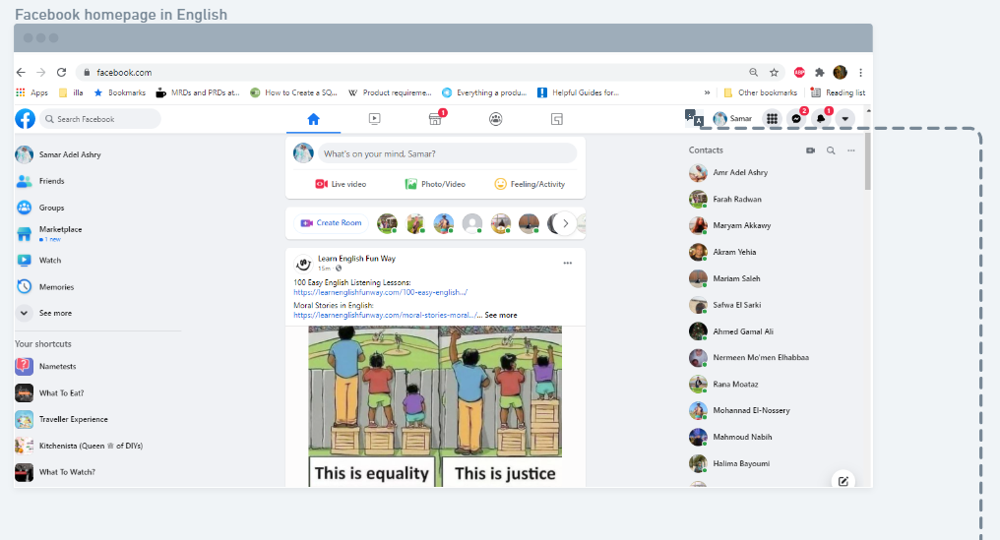 Facebook homepage in English
facebook.com
ABP
Apps
illa
Bookmarks
MRDs and PRDs at...
How to Create a SQ...
Product requireme...
Everything a produ...
Helpful Guides for...
»
Other bookmarks
Reading list
Search Facebook
1
A
Samar
2
1
Samar Adel Ashry
Friends
Groups
Marketplace
1 new
Watch
Memories
See more
Your shortcuts
Nametests
What To Eat?
Traveller Experience
Kitchenista (Queen 👑 of DIYs)
What To Watch?
What's on your mind, Samar?
Live video
Photo/Video
Feeling/Activity
Create Room
Learn English Fun Way
15m ·
100 Easy English Listening Lessons:
https://learnenglishfunway.com/100-easy-english.../
Moral Stories in English:
https://learnenglishfunway.com/moral-stories-moral.../... See more
This is equality
This is justice
Contacts
Amr Adel Ashry
Farah Radwan
Maryam Akkawy
Akram Yehia
Mariam Saleh
Safwa El Sarki
Ahmed Gamal Ali
Nermeen Mo'men Elhabbaa
Rana Moataz
Mohannad El-Nossery
Mahmoud Nabih
Halima Bayoumi